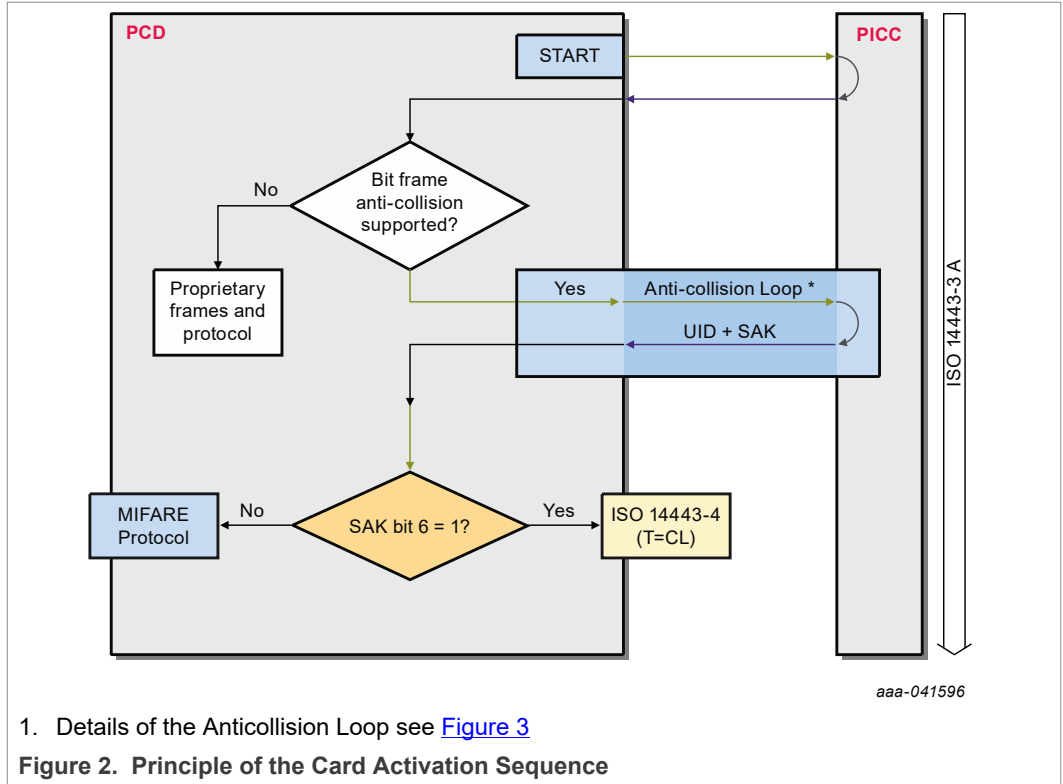 PCD
PICC
START
Bit frame
anti-collision
supported?
No
Proprietary
frames and
protocol
Yes
Anti-collision Loop *
UID + SAK
ISO 14443-3 A
SAK bit 6 = 1?
No
MIFARE
Protocol
Yes
ISO 14443-4
(T=CL)
aaa-041596
1. Details of the Anticollision Loop see Figure 3
Figure 2. Principle of the Card Activation Sequence